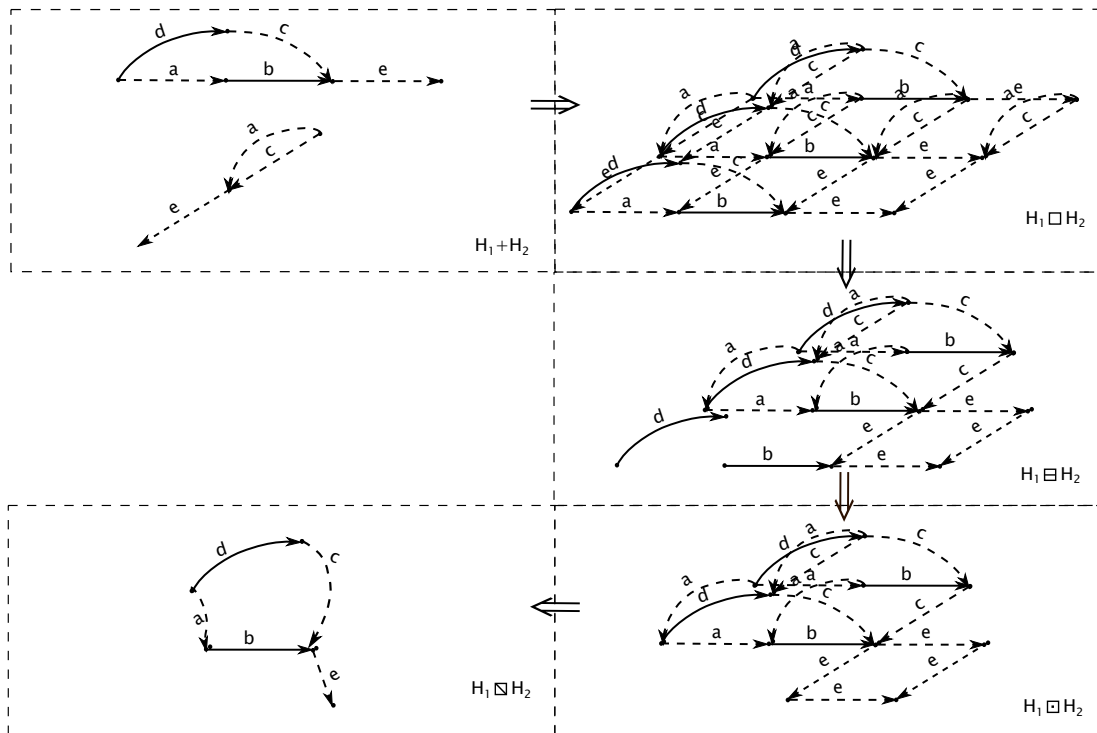 d c
a b e
a
c
e
H₁+H₂
a d c
c
a a a b a a e
d c c c c c
e
a b e
e d c e e e
a b e
H₁□H₂
a d c
c
a a a b
d c c
a b e
d e e
b e
H₁⊟H₂
d c
a b
e
H₁⧅H₂
a d c
c
a a a b
d c c
a b e
e e
e
H₁⊡H₂